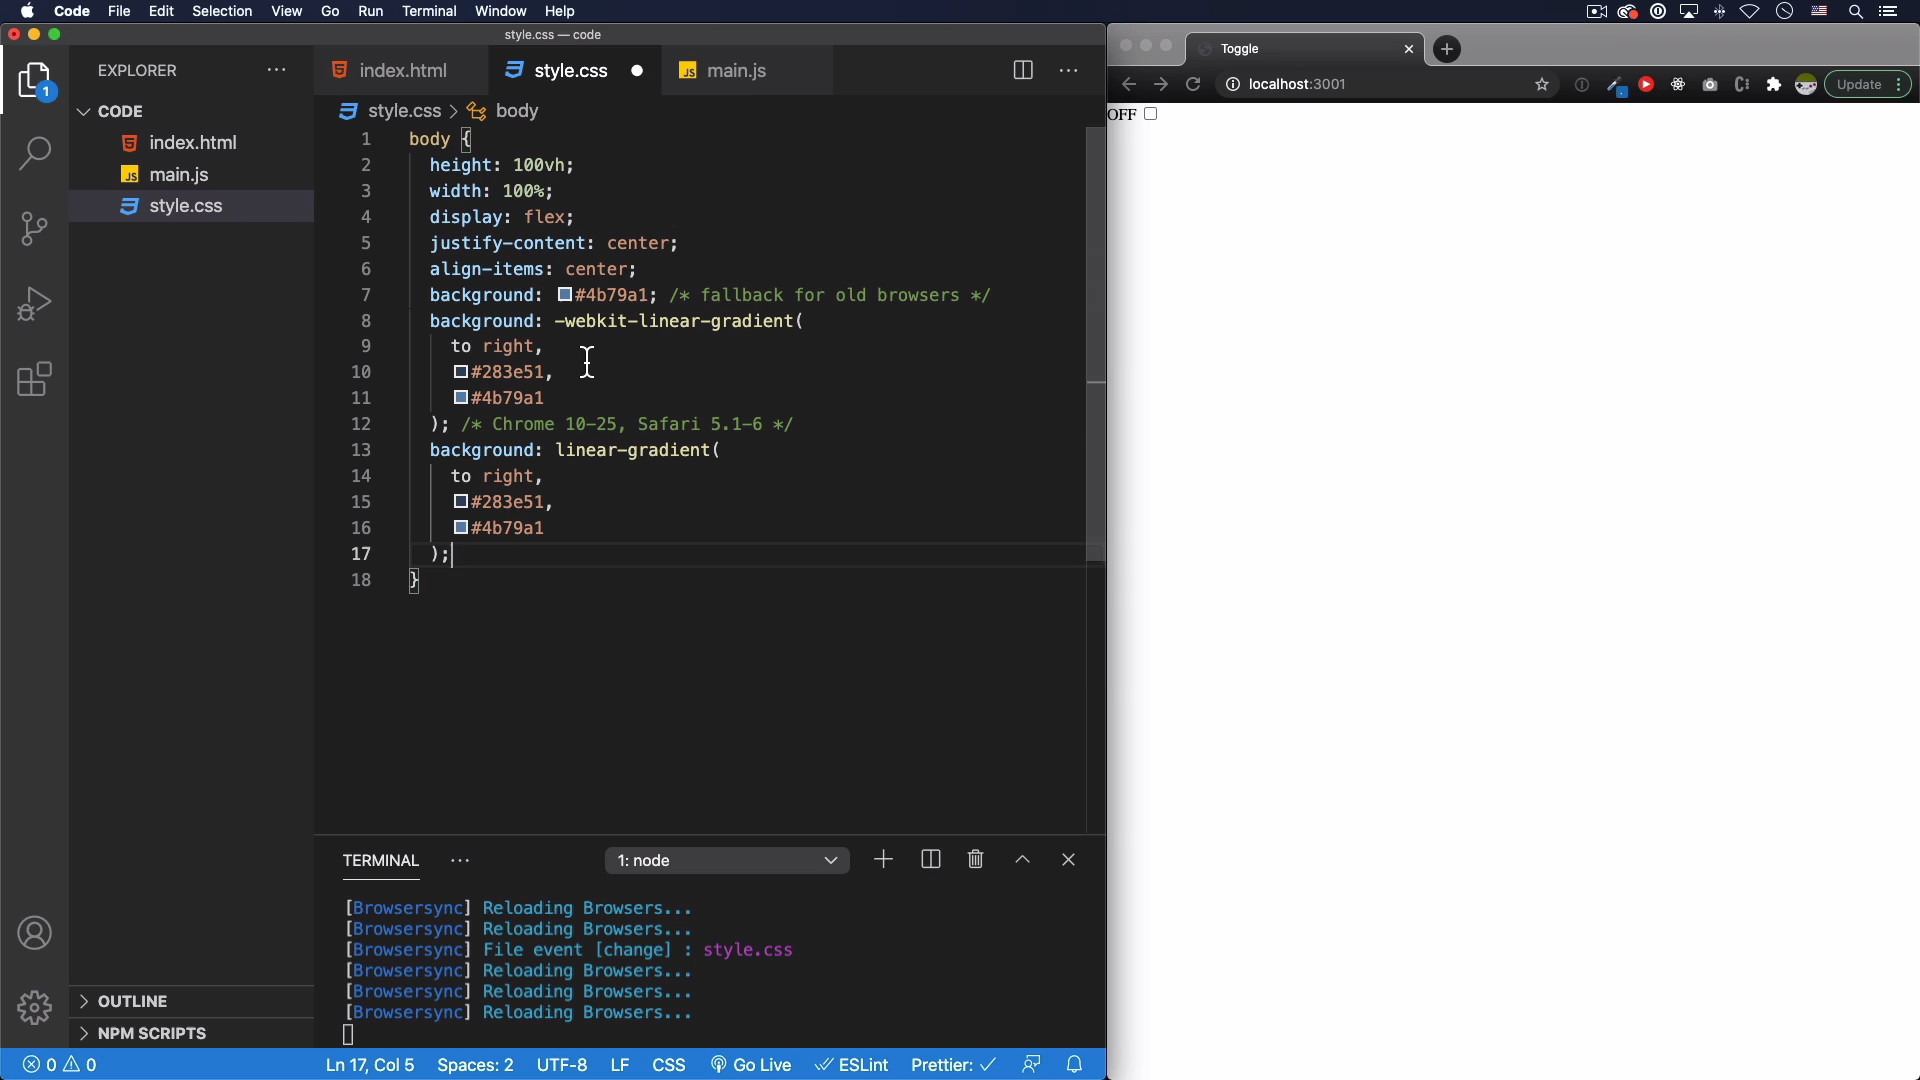 Code File Edit Selection View Go Run Terminal Window Help
style.css — code
Toggle
EXPLORER
index.html
style.css
main.js
localhost:3001
Update
1
CODE
style.css > body
OFF
index.html
main.js
style.css
1 body {
2 height: 100vh;
3 width: 100%;
4 display: flex;
5 justify-content: center;
6 align-items: center;
7 background: #4b79a1; /* fallback for old browsers */
8 background: -webkit-linear-gradient(
9 to right,
10 #283e51,
11 #4b79a1
12 ); /* Chrome 10-25, Safari 5.1-6 */
13 background: linear-gradient(
14 to right,
15 #283e51,
16 #4b79a1
17 );
18 }
TERMINAL
1: node
[Browsersync] Reloading Browsers...
[Browsersync] Reloading Browsers...
[Browsersync] File event [change] : style.css
[Browsersync] Reloading Browsers...
[Browsersync] Reloading Browsers...
[Browsersync] Reloading Browsers...
OUTLINE
NPM SCRIPTS
0 0
Ln 17, Col 5 Spaces: 2 UTF-8 LF CSS Go Live ESLint Prettier: